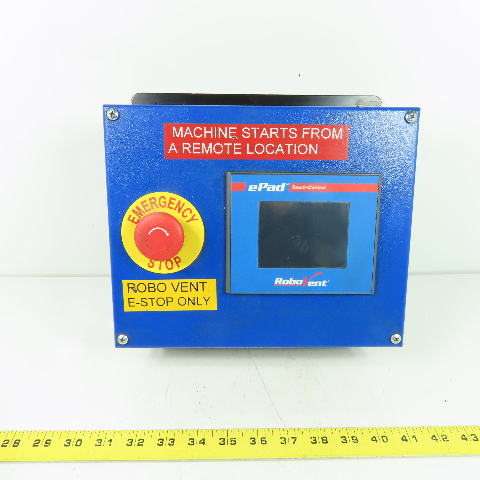 MACHINE STARTS FROM
A REMOTE LOCATION
ePad Touch-Control
EMERGENCY
STOP
RoboVent
ROBO VENT
E-STOP ONLY
28 29 30 31 32 33 34 35 36 37 38 39 40 41 42 43